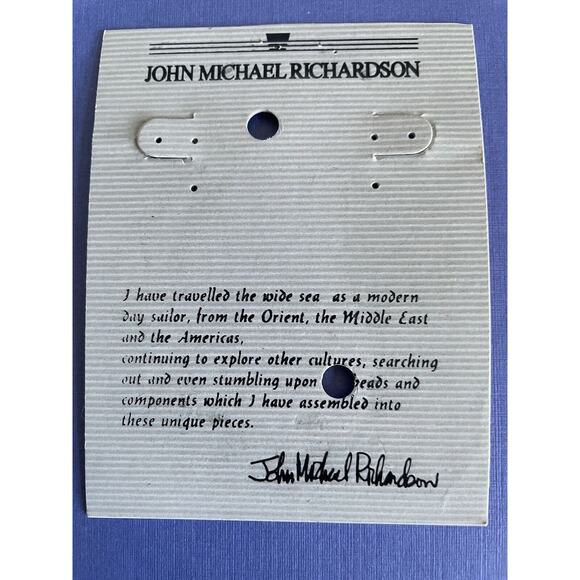 JOHN MICHAEL RICHARDSON
I have travelled the wide sea as a modern
day sailor, from the Orient, the Middle East
and the Americas,
continuing to explore other cultures, searching
out and even stumbling upon beads and
components which I have assembled into
these unique pieces.
John Michael Richardson